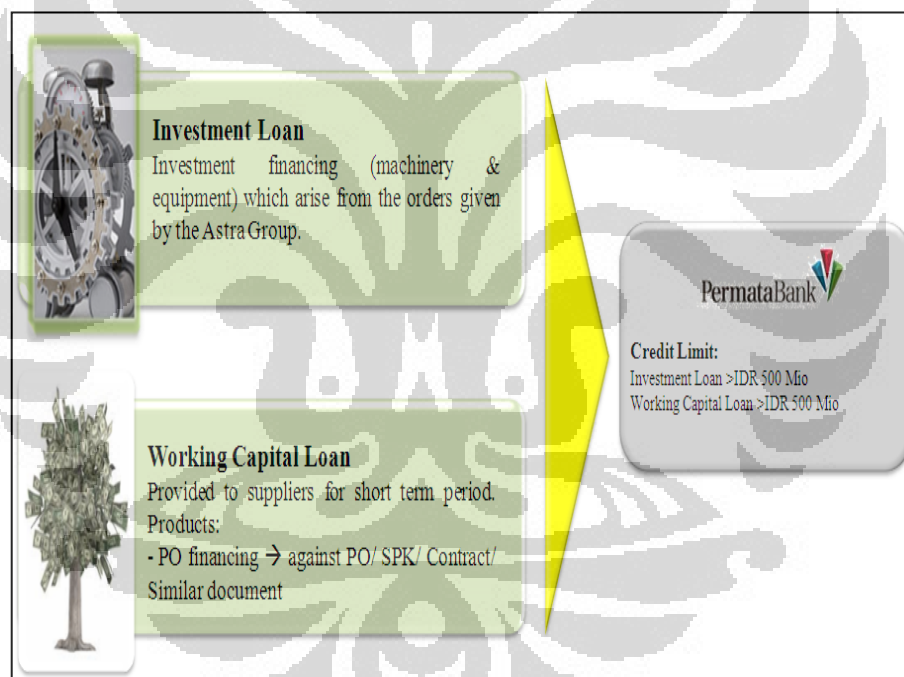 Investment Loan
Investment financing (machinery &
equipment) which arise from the orders given
by the Astra Group.
PermataBank
Credit Limit:
Investment Loan >IDR 500 Mio
Working Capital Loan >IDR 500 Mio
Working Capital Loan
Provided to suppliers for short term period.
Products:
- PO financing → against PO/ SPK/ Contract/
Similar document